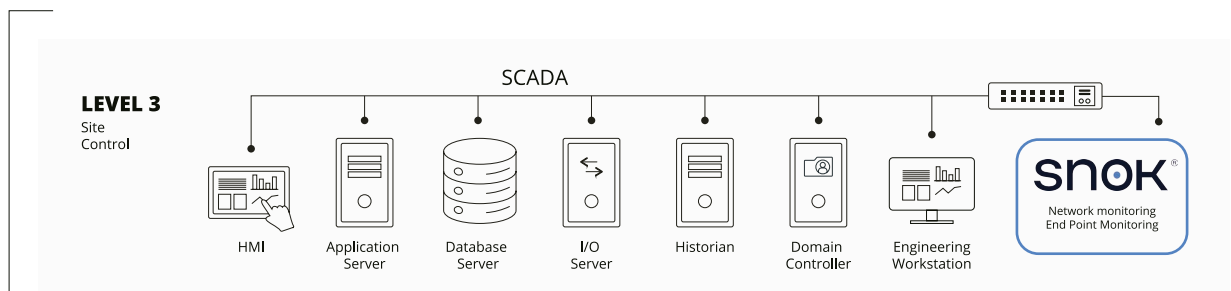 SCADA
LEVEL 3
Site
Control
snok®
Network monitoring
End Point Monitoring
HMI
Application
Server
Database
Server
I/O
Server
Historian
Domain
Controller
Engineering
Workstation